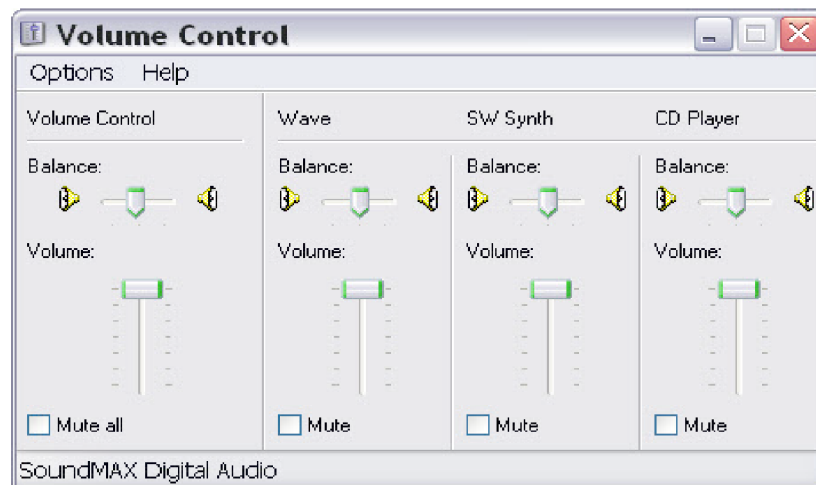 Volume Control
Options Help
Volume Control Wave SW Synth CD Player
Balance: Balance: Balance: Balance:
Volume: Volume: Volume: Volume:
Mute all Mute Mute Mute
SoundMAX Digital Audio